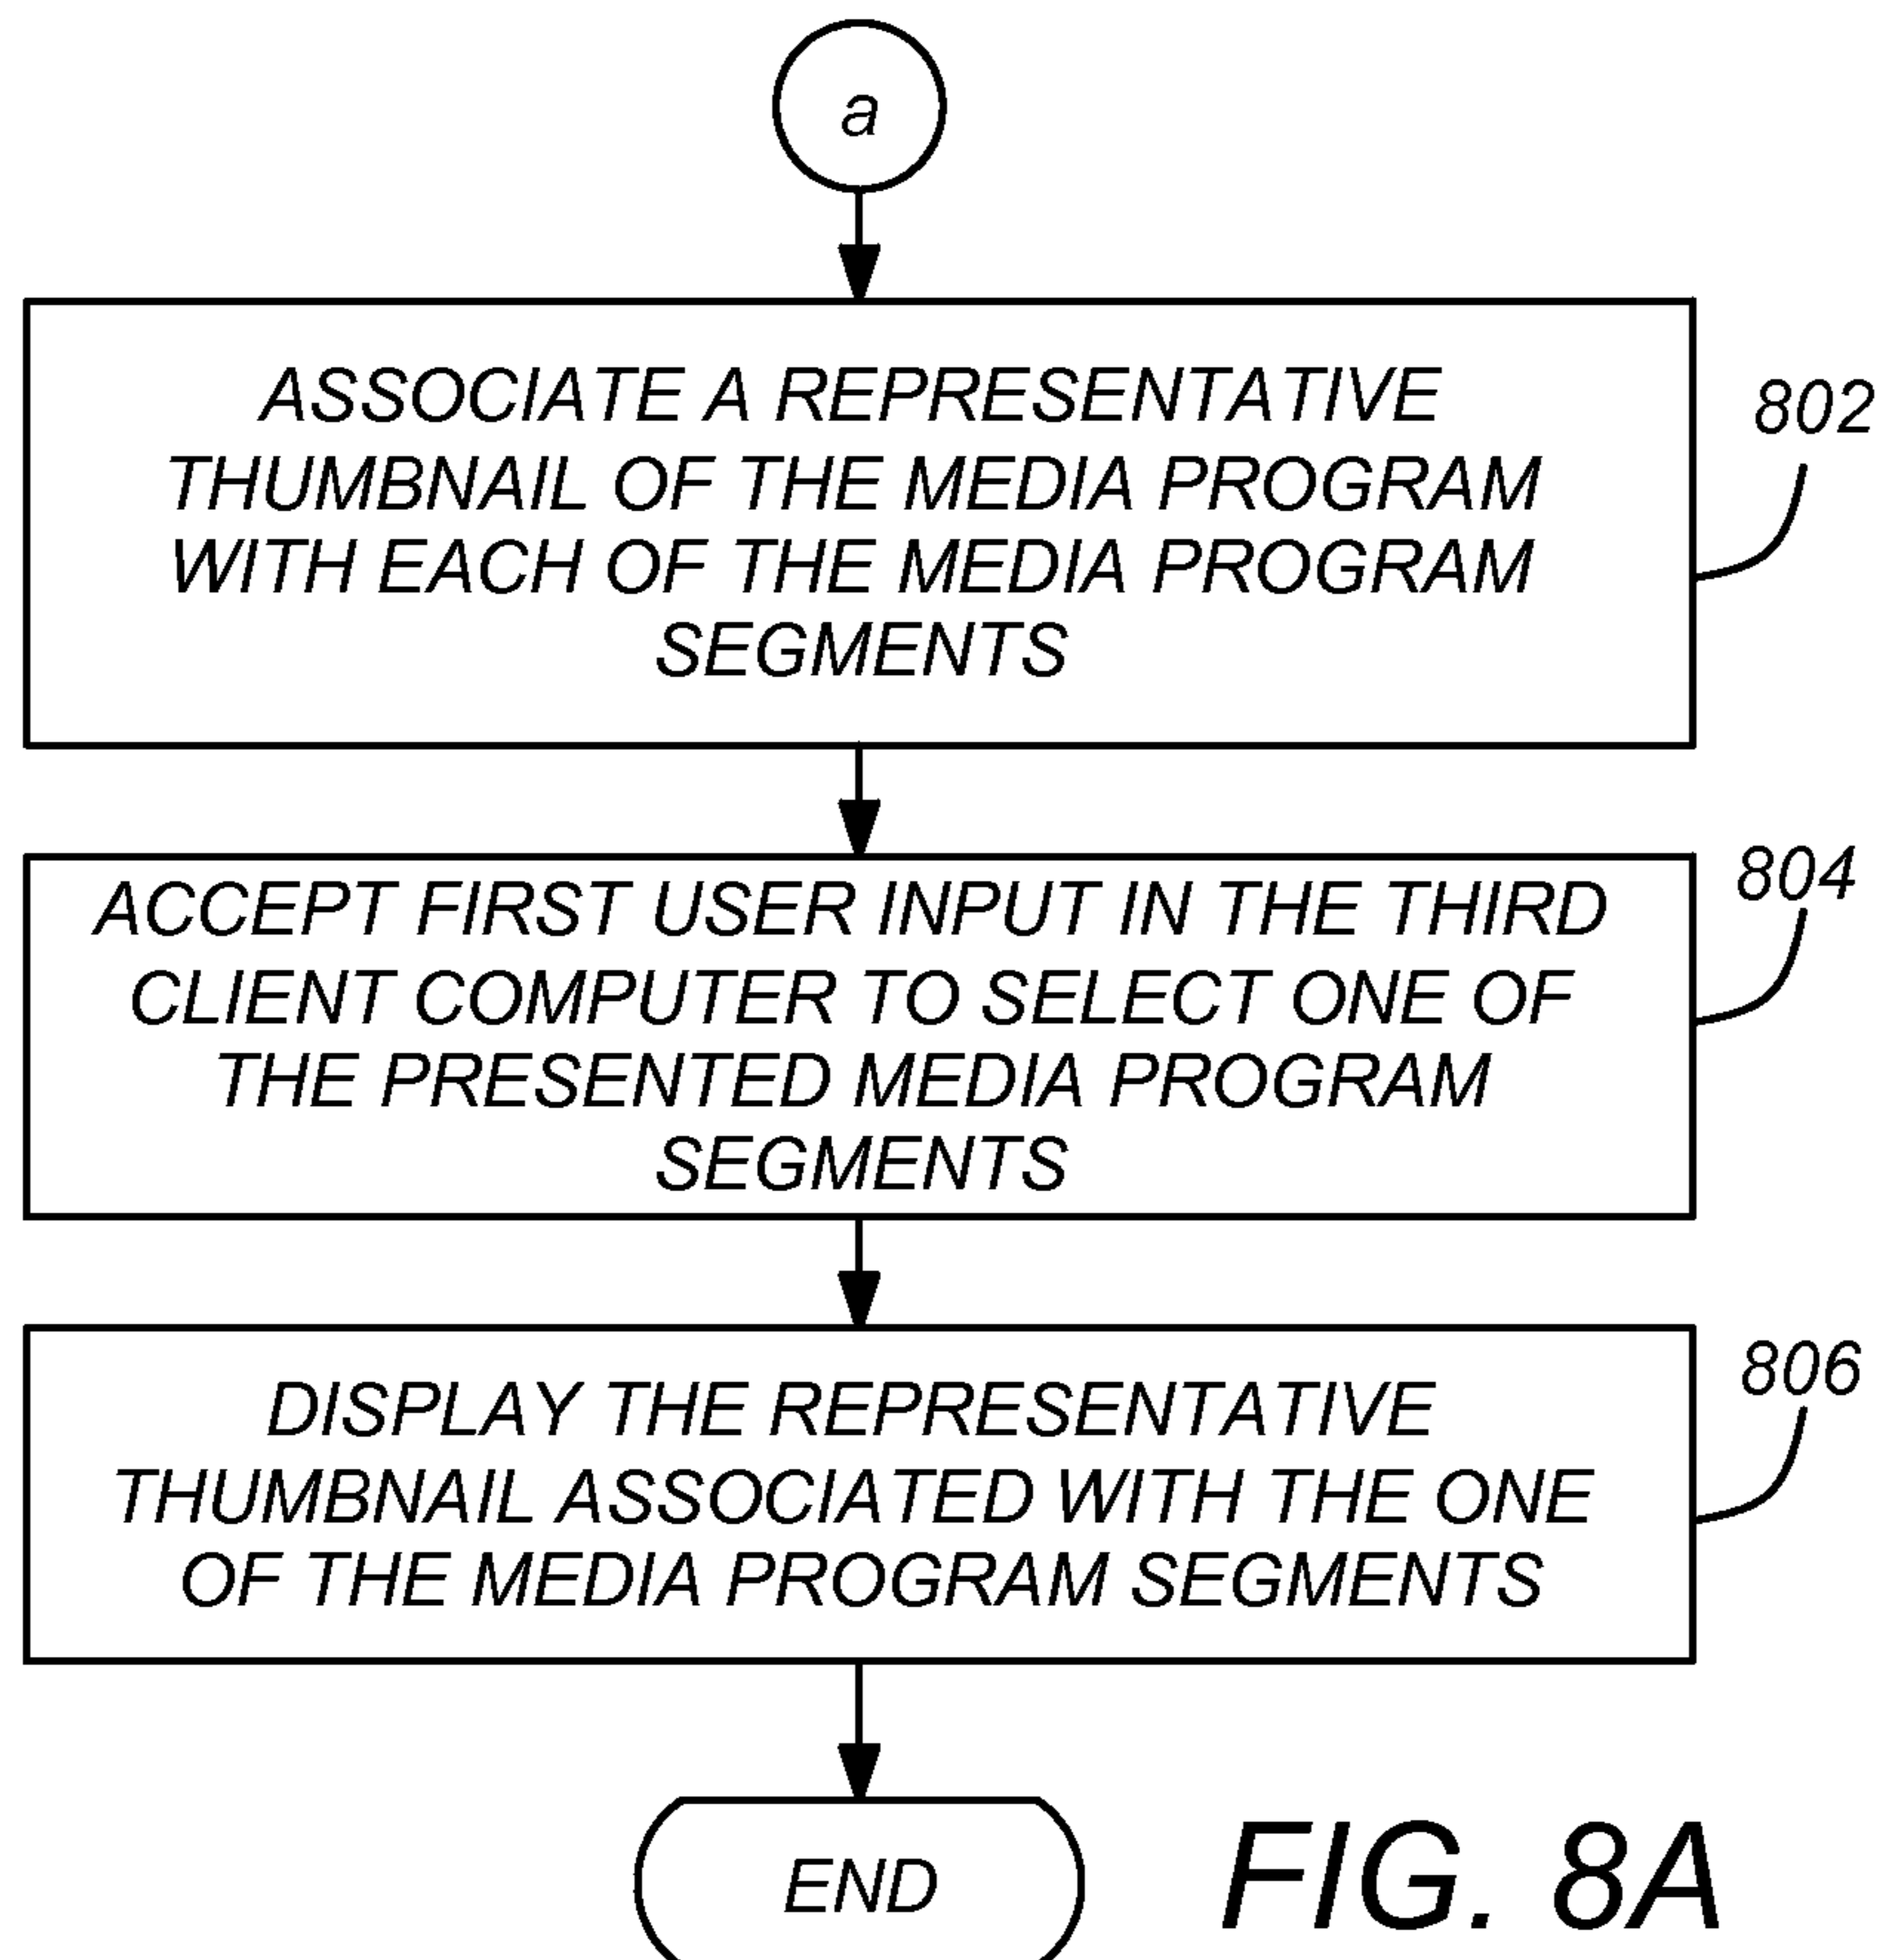 a
ASSOCIATE A REPRESENTATIVE
THUMBNAIL OF THE MEDIA PROGRAM
WITH EACH OF THE MEDIA PROGRAM
SEGMENTS
802
ACCEPT FIRST USER INPUT IN THE THIRD
CLIENT COMPUTER TO SELECT ONE OF
THE PRESENTED MEDIA PROGRAM
SEGMENTS
804
DISPLAY THE REPRESENTATIVE
THUMBNAIL ASSOCIATED WITH THE ONE
OF THE MEDIA PROGRAM SEGMENTS
806
END
FIG. 8A